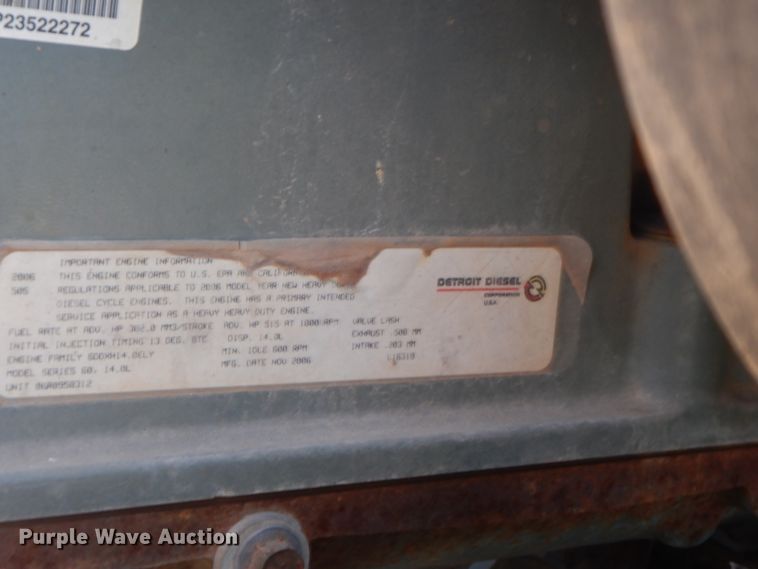 P23522272
IMPORTANT ENGINE INFORMATION
2006 THIS ENGINE CONFORMS TO U.S. EPA AND CALIFORNIA
505 REGULATIONS APPLICABLE TO 2006 MODEL YEAR NEW HEAVY
DIESEL CYCLE ENGINES. THIS ENGINE HAS A PRIMARY INTENDED
SERVICE APPLICATION AS A HEAVY HEAVY DUTY ENGINE.
FUEL RATE AT ADV. HP 302.0 MM3/STROKE ADV. HP 515 AT 1800 RPM VALVE LASH
INITIAL INJECTION TIMING 13 DEG. BTC DISP. 14.0L EXHAUST .508 MM
ENGINE FAMILY 6DDXH14.0ELY MIN. IDLE 600 RPM INTAKE .203 MM
MODEL SERIES 60, 14.0L MFG. DATE NOV 2006
UNIT 06R0950312
DETROIT DIESEL
CORPORATION
USA
Purple Wave Auction